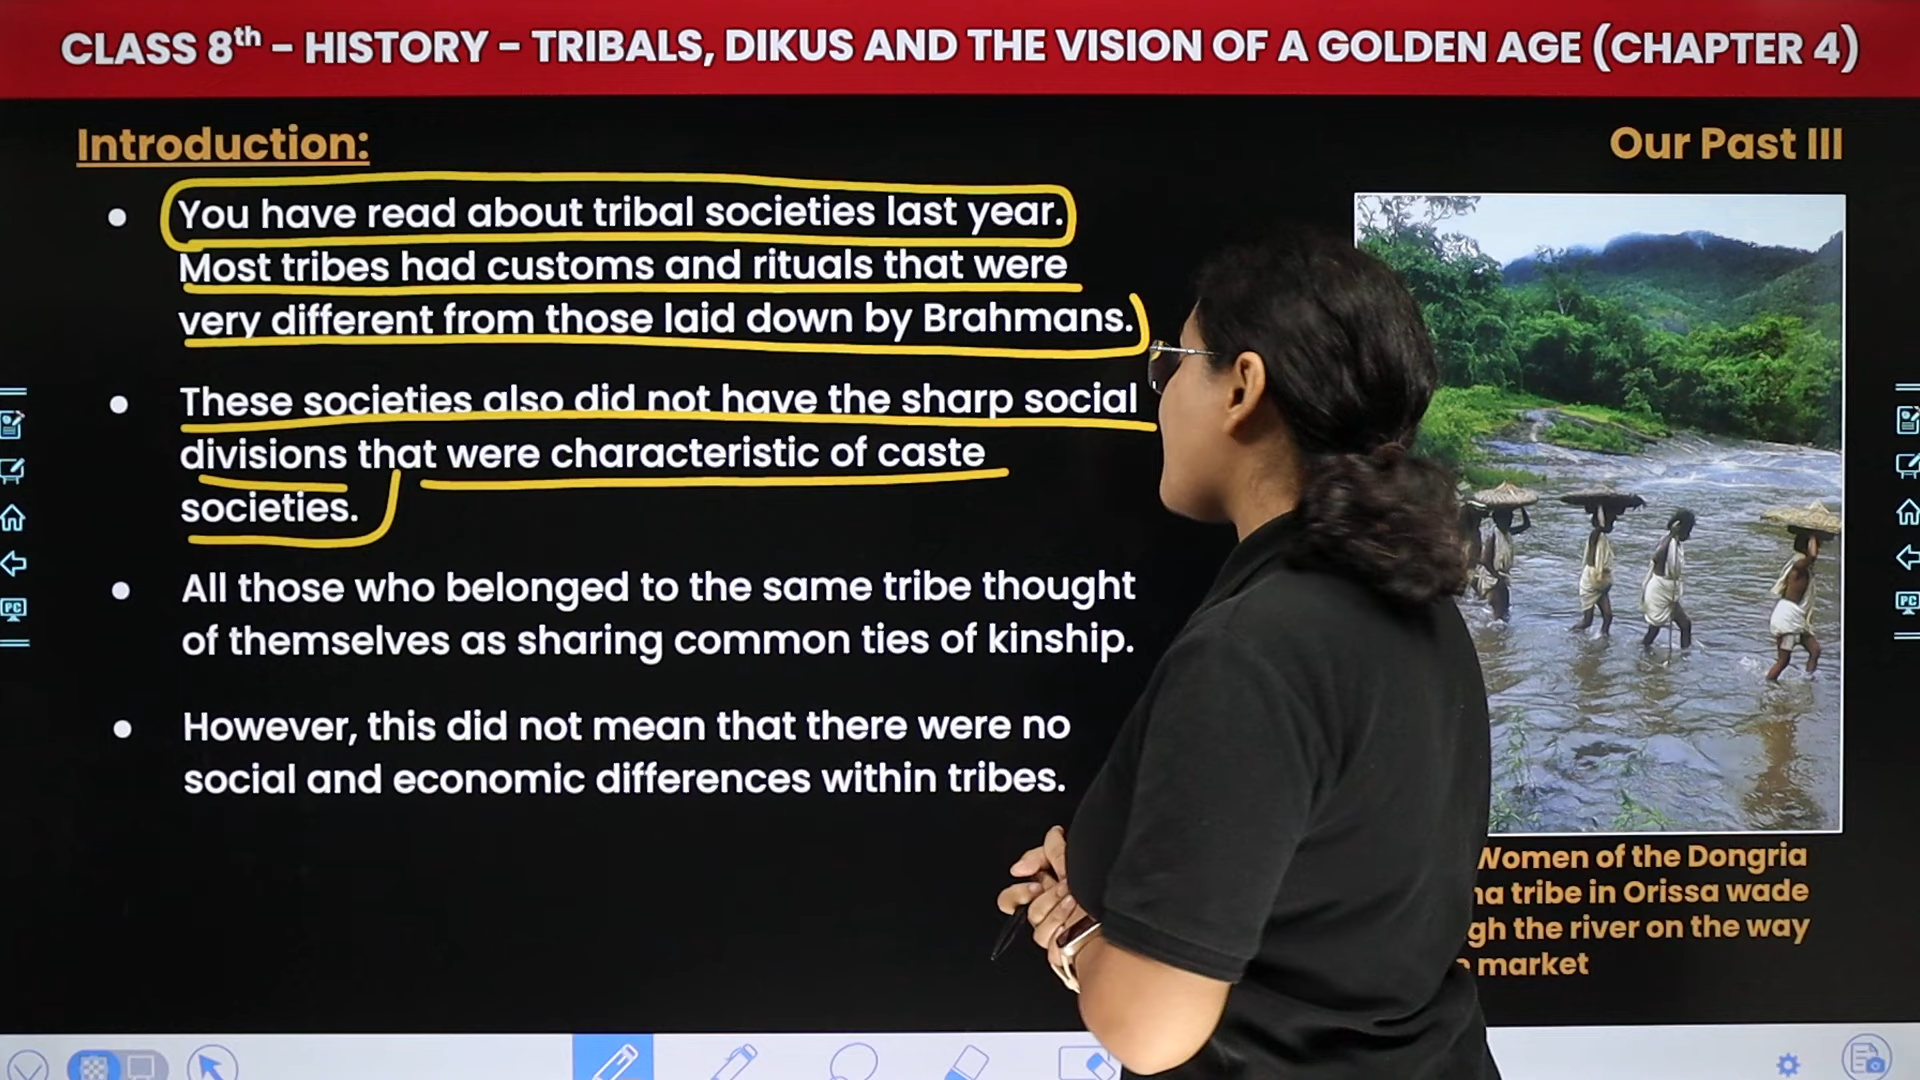 CLASS 8th – HISTORY – TRIBALS, DIKUS AND THE VISION OF A GOLDEN AGE (CHAPTER 4)
Introduction:
Our Past III
● You have read about tribal societies last year.
Most tribes had customs and rituals that were
very different from those laid down by Brahmans.
● These societies also did not have the sharp social
divisions that were characteristic of caste
societies.
● All those who belonged to the same tribe thought
of themselves as sharing common ties of kinship.
● However, this did not mean that there were no
social and economic differences within tribes.
Women of the Dongria
tribe in Orissa wade
the river on the way
market
PC
PC